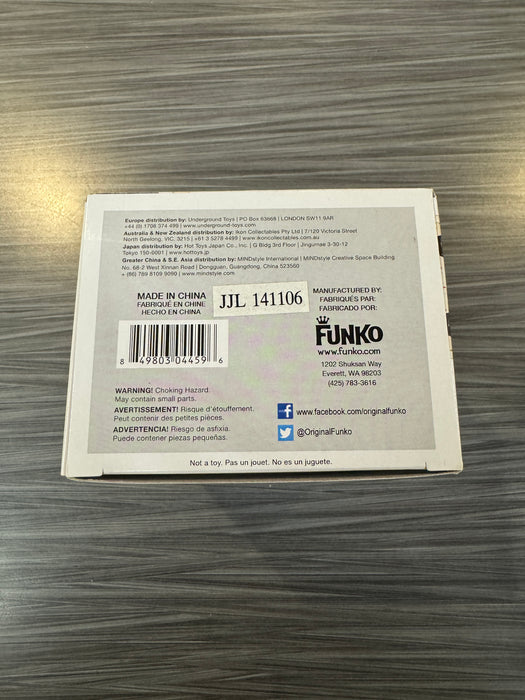 Europe distribution by: Underground Toys | PO Box 63668 | LONDON SW11 9AR
+44 (0) 1708 374 499 | www.underground-toys.com
Australia & New Zealand distribution by: Ikon Collectables Pty Ltd | 7/120 Victoria Street
North Geelong, VIC, 3215 | +61 3 5278 4499 | www.ikoncollectables.com.au
Japan distribution by: Hot Toys Japan Co., Inc. | G Bldg 3rd Floor | Jingumae 3-30-12
Tokyo 150-0001 | www.hottoys.jp
Greater China & S.E. Asia distribution by: MINDstyle International | MINDstyle Creative Space Building
No. 68-2 West Xinnan Road | Dongguen, Guangdong, China 523560
+ (86) 769 8109 9090 | www.mindstyle.com
MADE IN CHINA
FABRIQUÉ EN CHINE
HECHO EN CHINA
JJL 141106
MANUFACTURED BY:
FABRIQUÉS PAR:
FABRICADO POR:
FUNKO
www.funko.com
1202 Shuksan Way
Everett, WA 98203
(425) 783-3616
8 49803 04459 6
WARNING! Choking Hazard.
May contain small parts.
AVERTISSEMENT! Risque d'étouffement.
Peut contenir des petites pièces.
ADVERTENCIA! Riesgo de asfixia.
Puede contener piezas pequeñas.
f www.facebook.com/originalfunko
@OriginalFunko
Not a toy. Pas un jouet. No es un juguete.